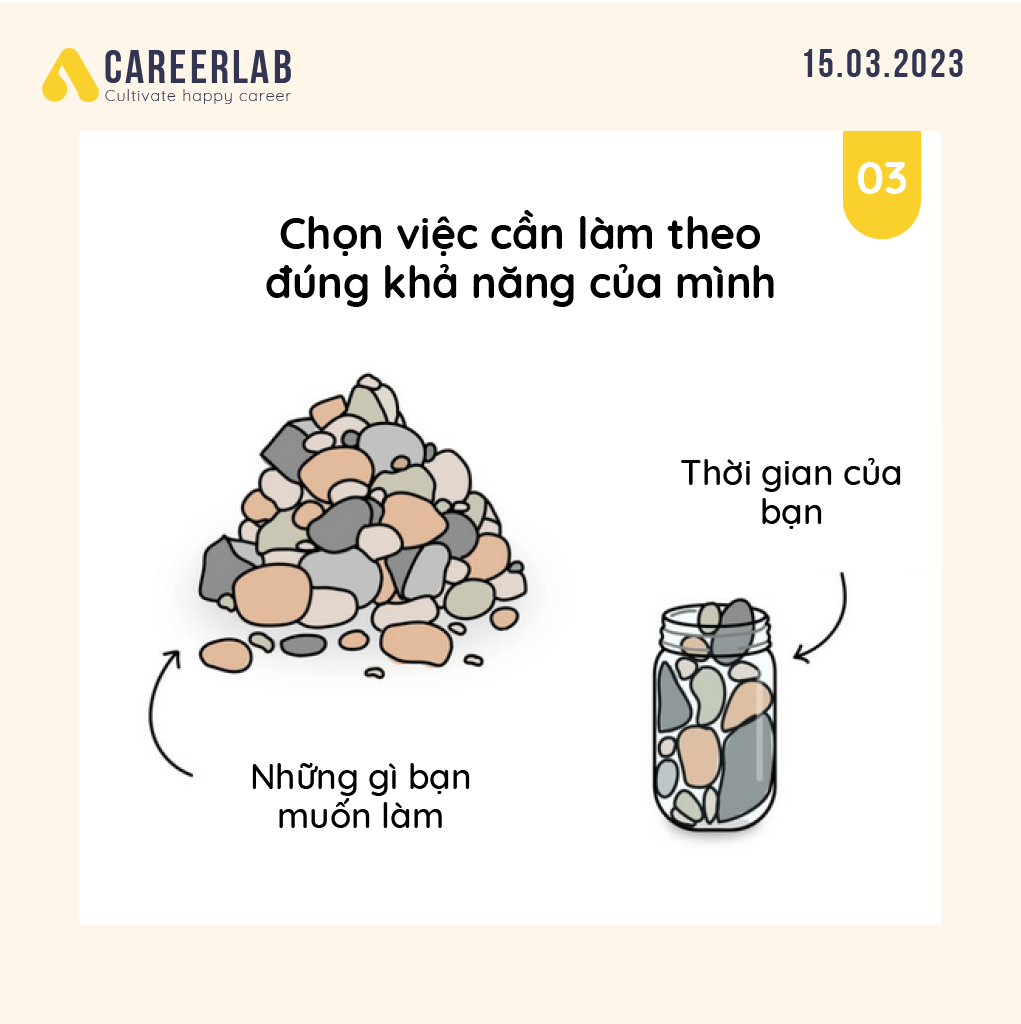 CAREERLAB
Cultivate happy career
15.03.2023
03
Chọn việc cần làm theo
đúng khả năng của mình
Thời gian của
bạn
Những gì bạn
muốn làm